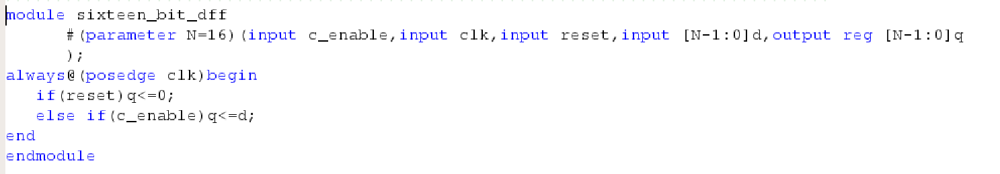 module sixteen_bit_dff
#(parameter N=16)(input c_enable,input clk,input reset,input [N-1:0]d,output reg [N-1:0]q
);
always@(posedge clk)begin
if(reset)q<=0;
else if(c_enable)q<=d;
end
endmodule